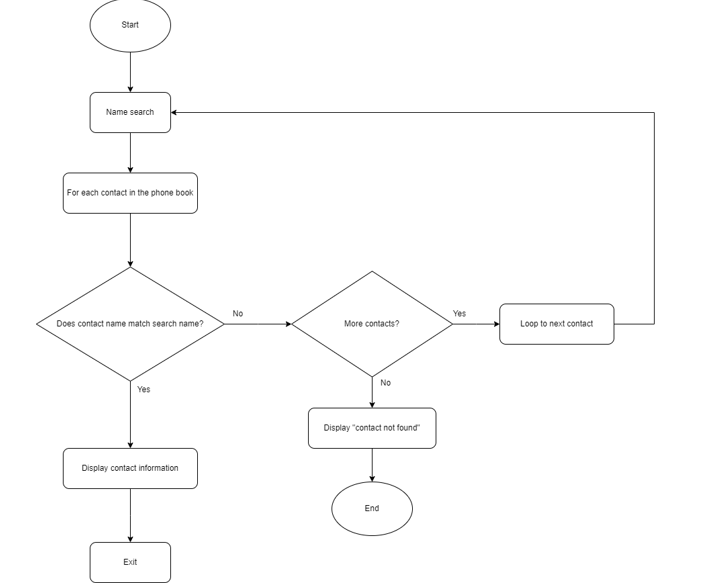 Start
Name search
For each contact in the phone book
Does contact name match search name?
No
More contacts?
Yes
Loop to next contact
Yes
No
Display "contact not found"
Display contact information
End
Exit